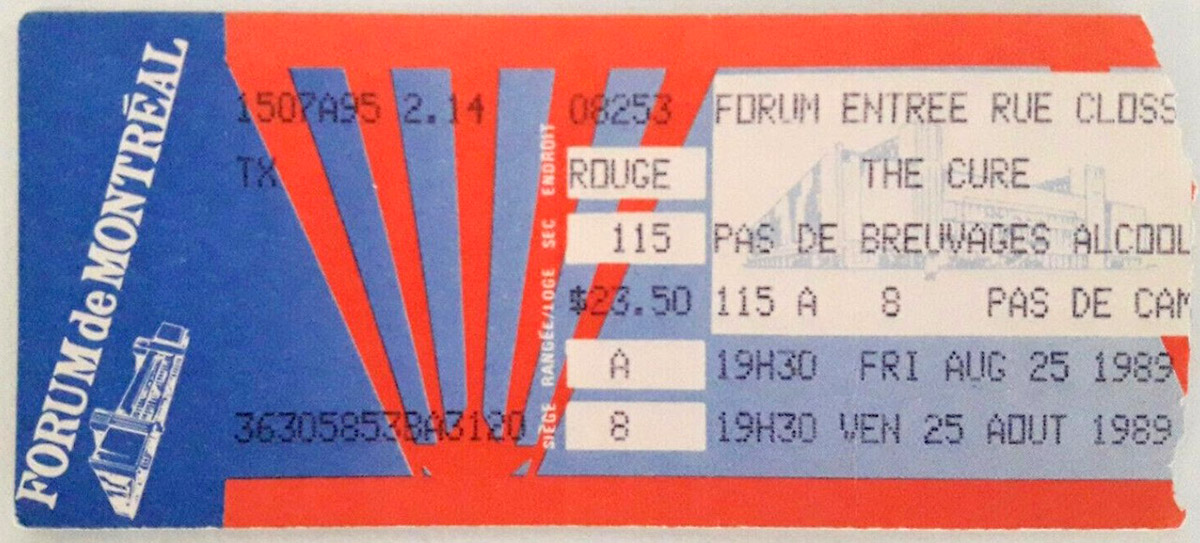 FORUM de MONTRÉAL
1507A95 2.14
TX
36305853BA3120
SIÈGE RANGÉE/LOGE SEC ENDROIT
08253
ROUGE
115
$23.50
A
8
FORUM ENTREE RUE CLOSS
THE CURE
PAS DE BREUVAGES ALCOOL
115 A 8 PAS DE CAM
19H30 FRI AUG 25 1989
19H30 VEN 25 AOUT 1989